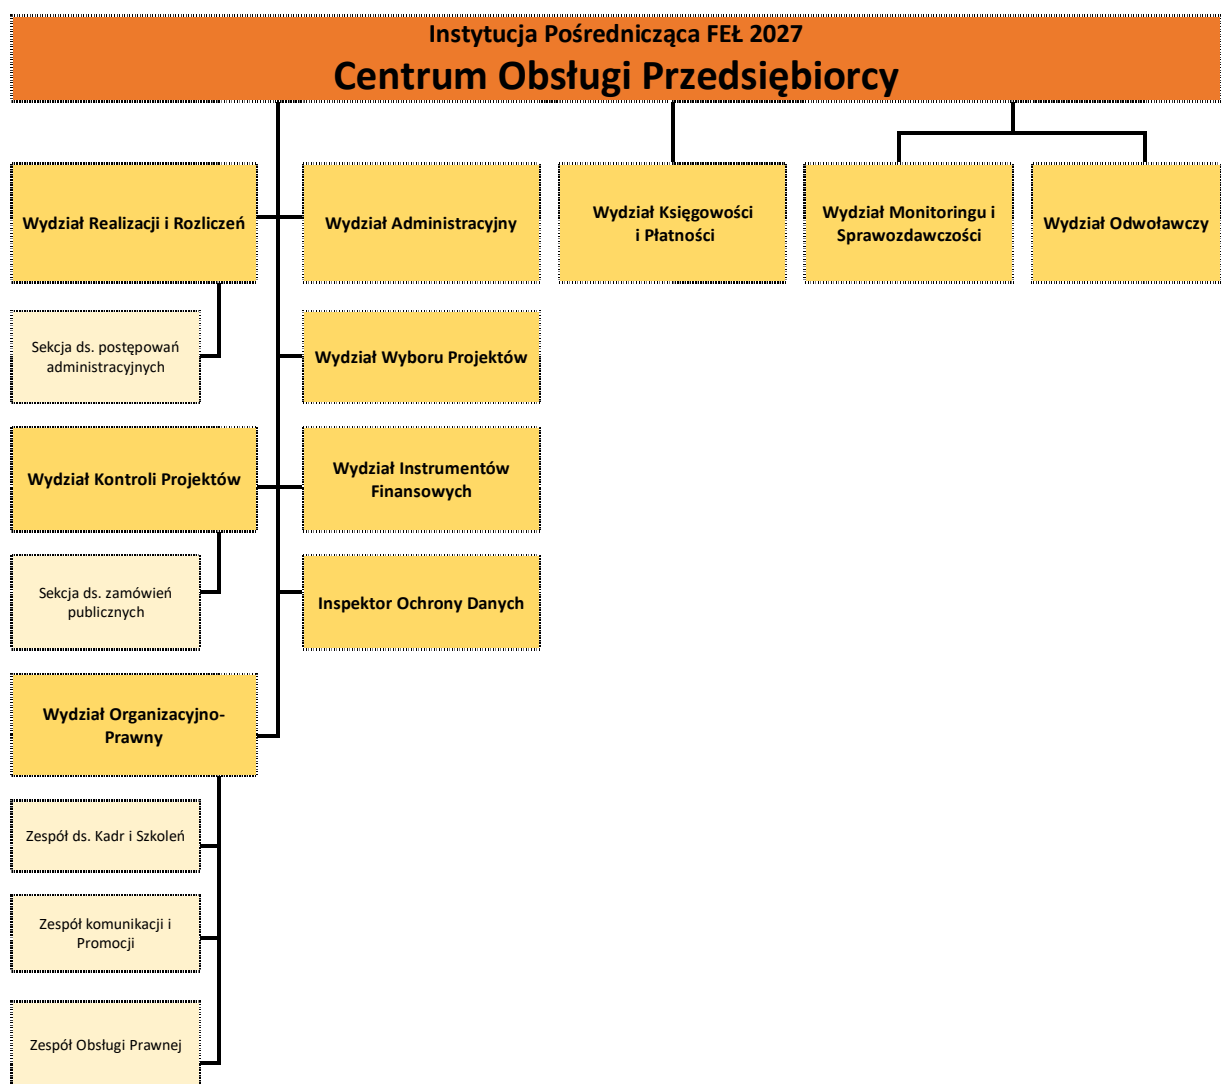 Instytucja Pośrednicząca FEŁ 2027
Centrum Obsługi Przedsiębiorcy
Wydział Realizacji i Rozliczeń
Wydział Administracyjny
Wydział Księgowości
i Płatności
Wydział Monitoringu i
Sprawozdawczości
Wydział Odwoławczy
Sekcja ds. postępowań
administracyjnych
Wydział Wyboru Projektów
Wydział Kontroli Projektów
Wydział Instrumentów
Finansowych
Sekcja ds. zamówień
publicznych
Inspektor Ochrony Danych
Wydział Organizacyjno-
Prawny
Zespół ds. Kadr i Szkoleń
Zespół komunikacji i
Promocji
Zespół Obsługi Prawnej